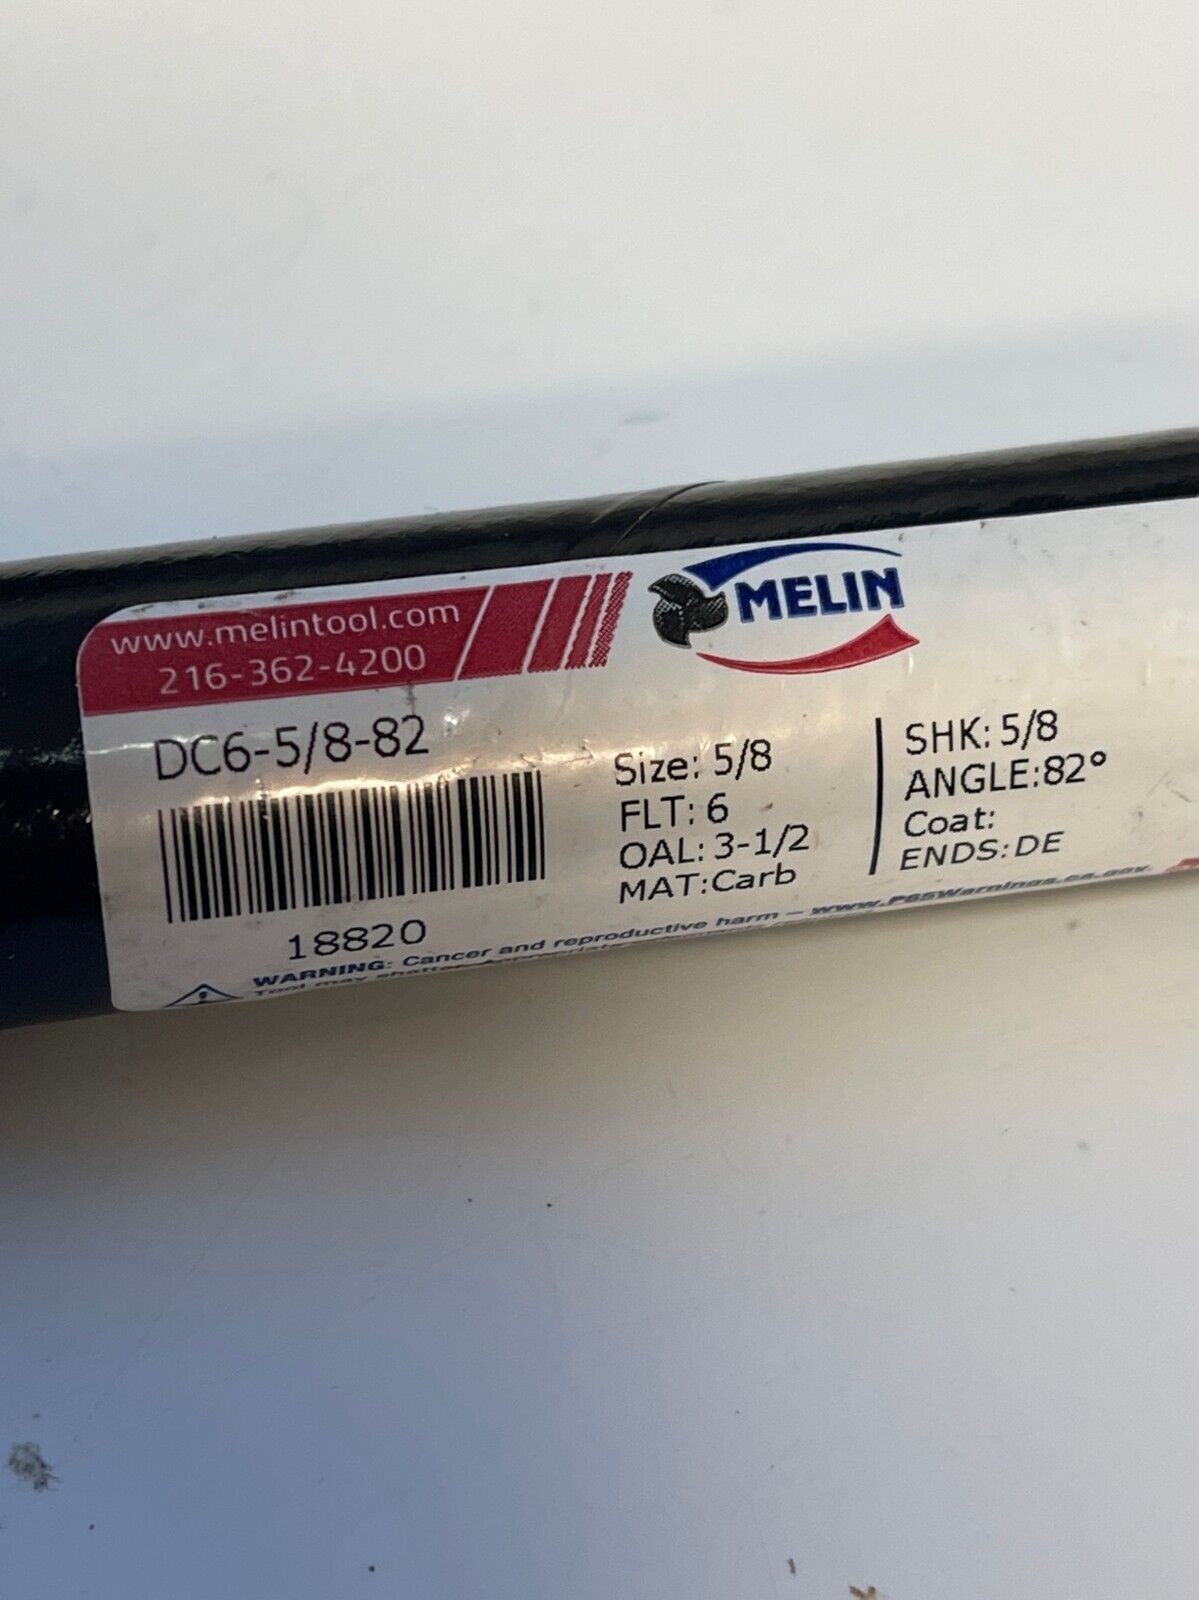 www.melintool.com
216-362-4200
MELIN
DC6-5/8-82
18820
Size: 5/8
FLT: 6
OAL: 3-1/2
MAT:Carb
SHK: 5/8
ANGLE:82°
Coat:
ENDS:DE
WARNING: Cancer and reproductive harm - www.P65Warnings.ca.gov.
Tool may